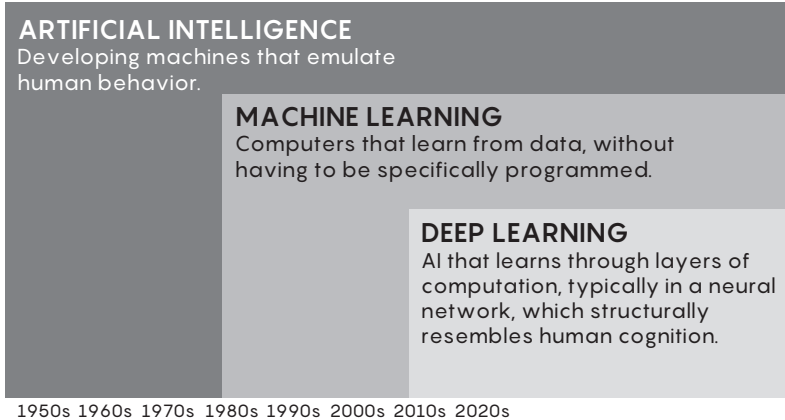 ARTIFICIAL INTELLIGENCE
Developing machines that emulate
human behavior.
MACHINE LEARNING
Computers that learn from data, without
having to be specifically programmed.
DEEP LEARNING
AI that learns through layers of
computation, typically in a neural
network, which structurally
resembles human cognition.
1950s 1960s 1970s 1980s 1990s 2000s 2010s 2020s